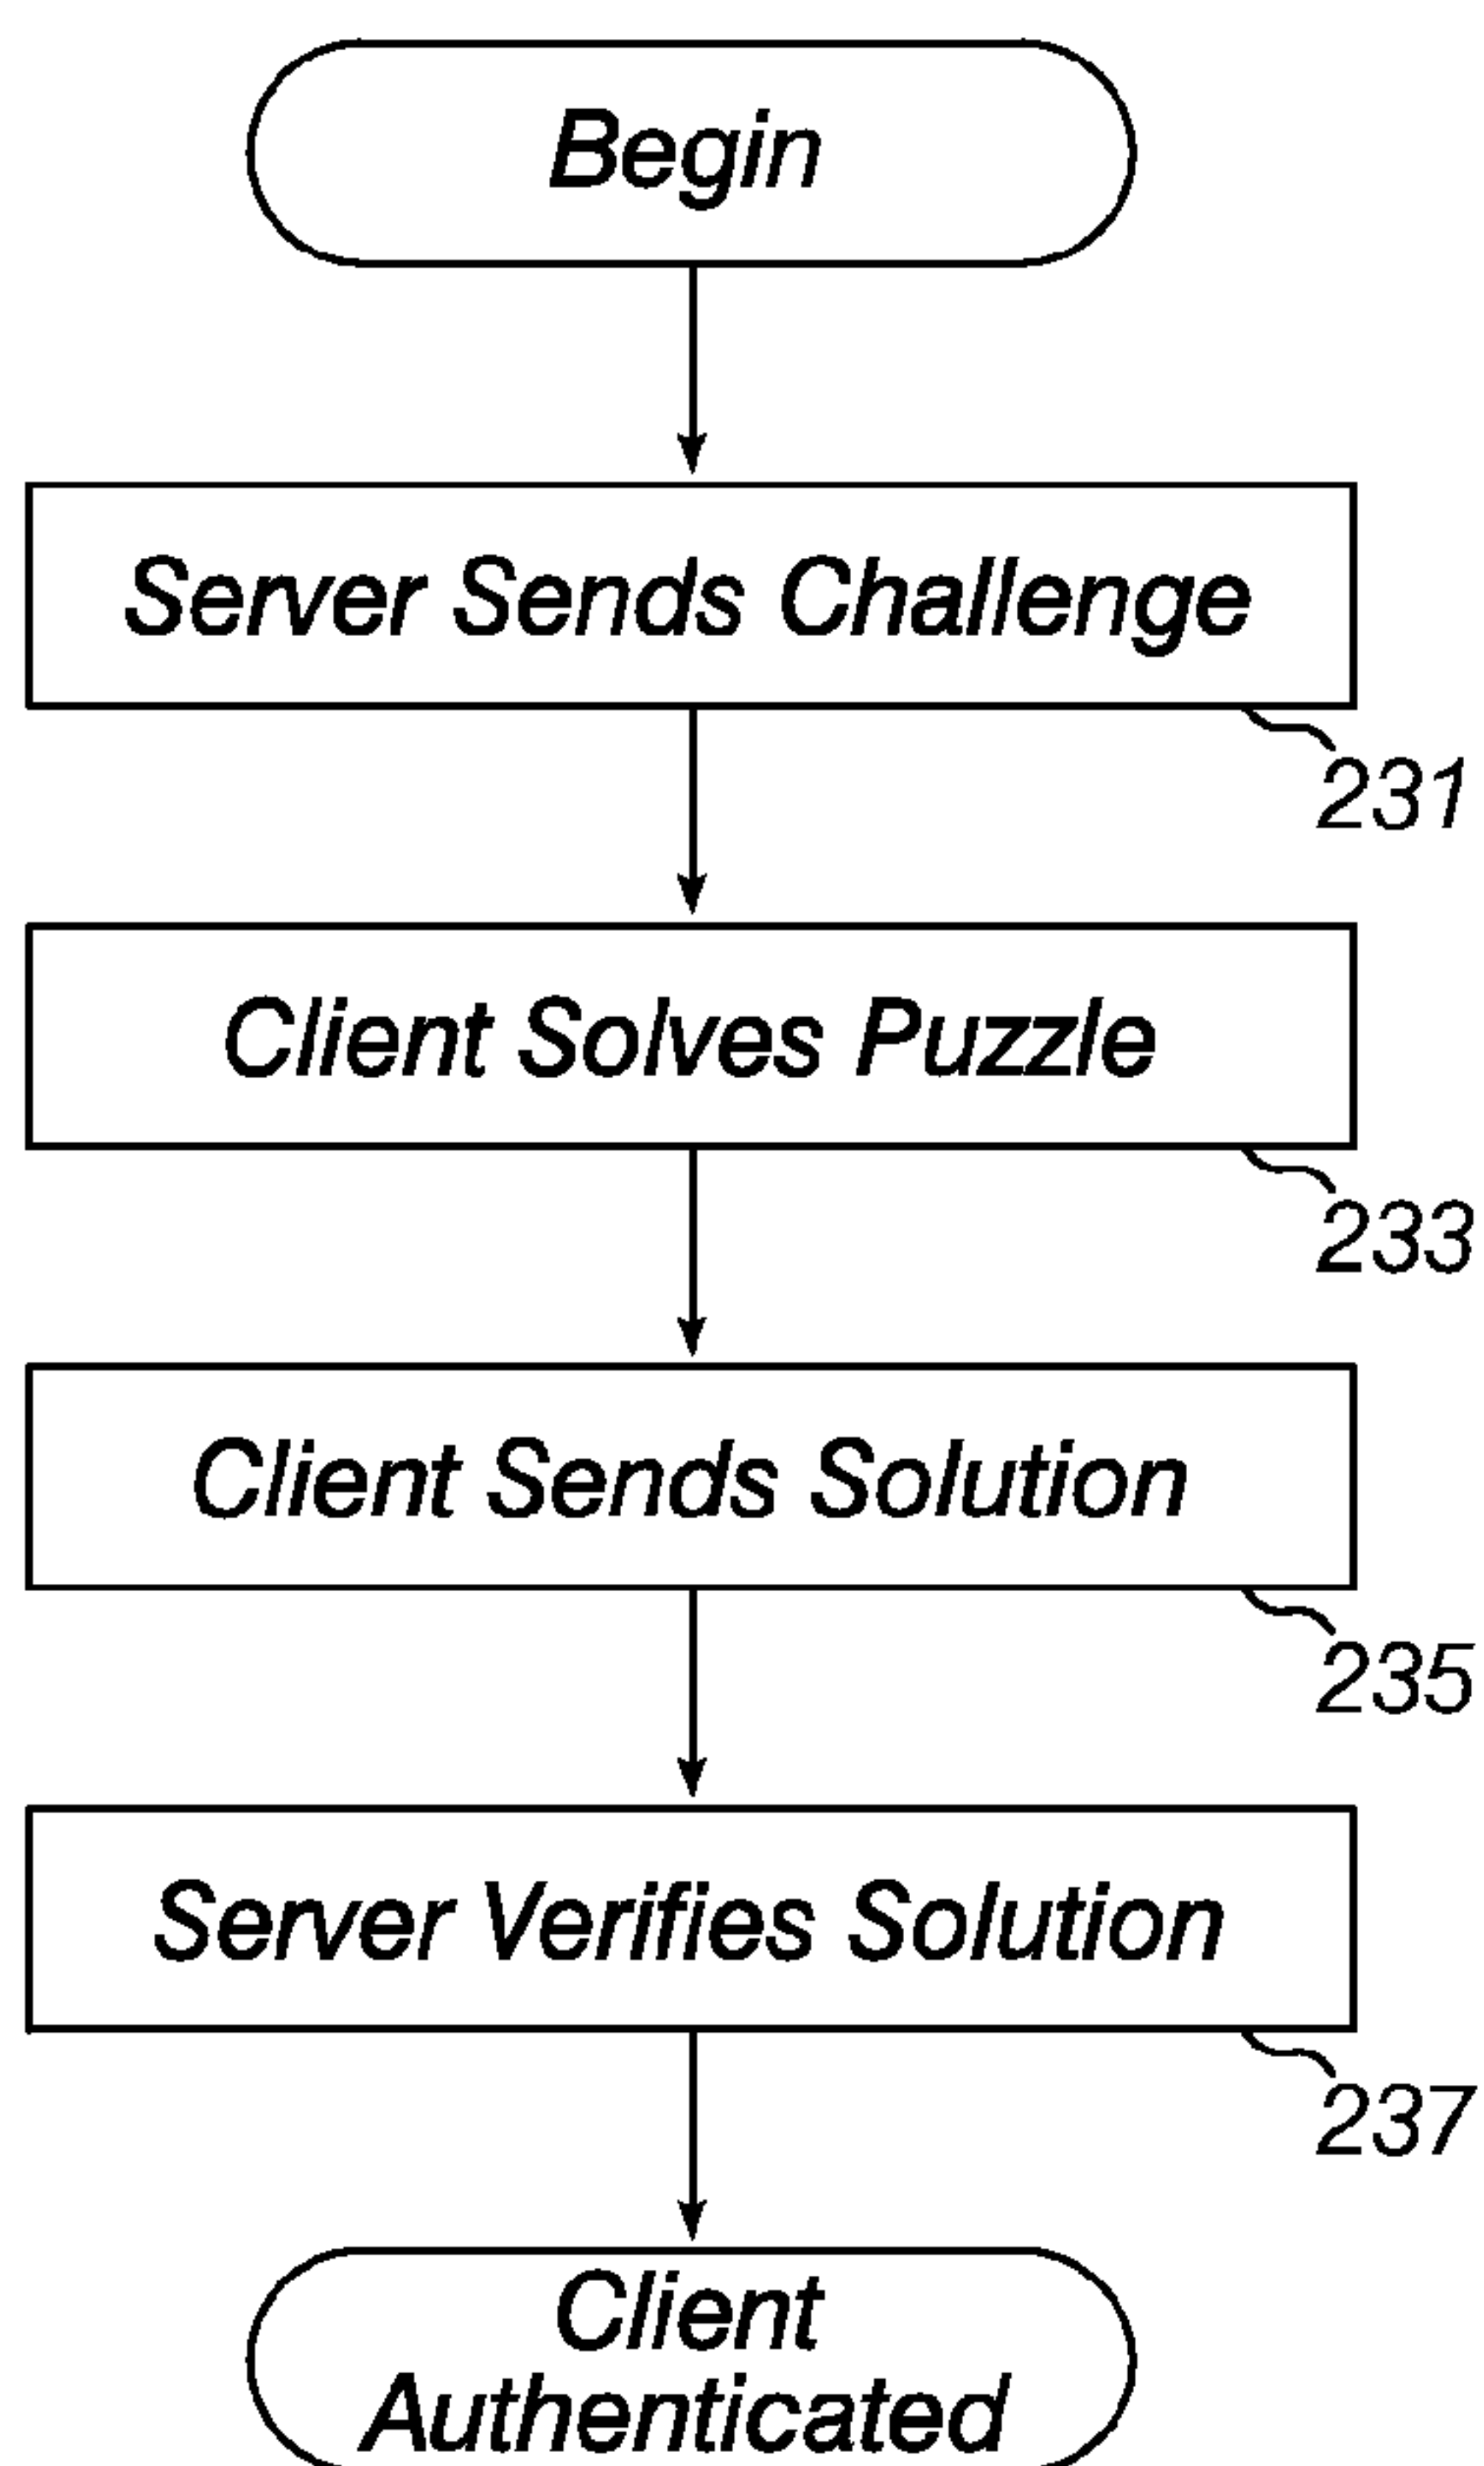 Begin
Server Sends Challenge
231
Client Solves Puzzle
233
Client Sends Solution
235
Server Verifies Solution
237
Client
Authenticated